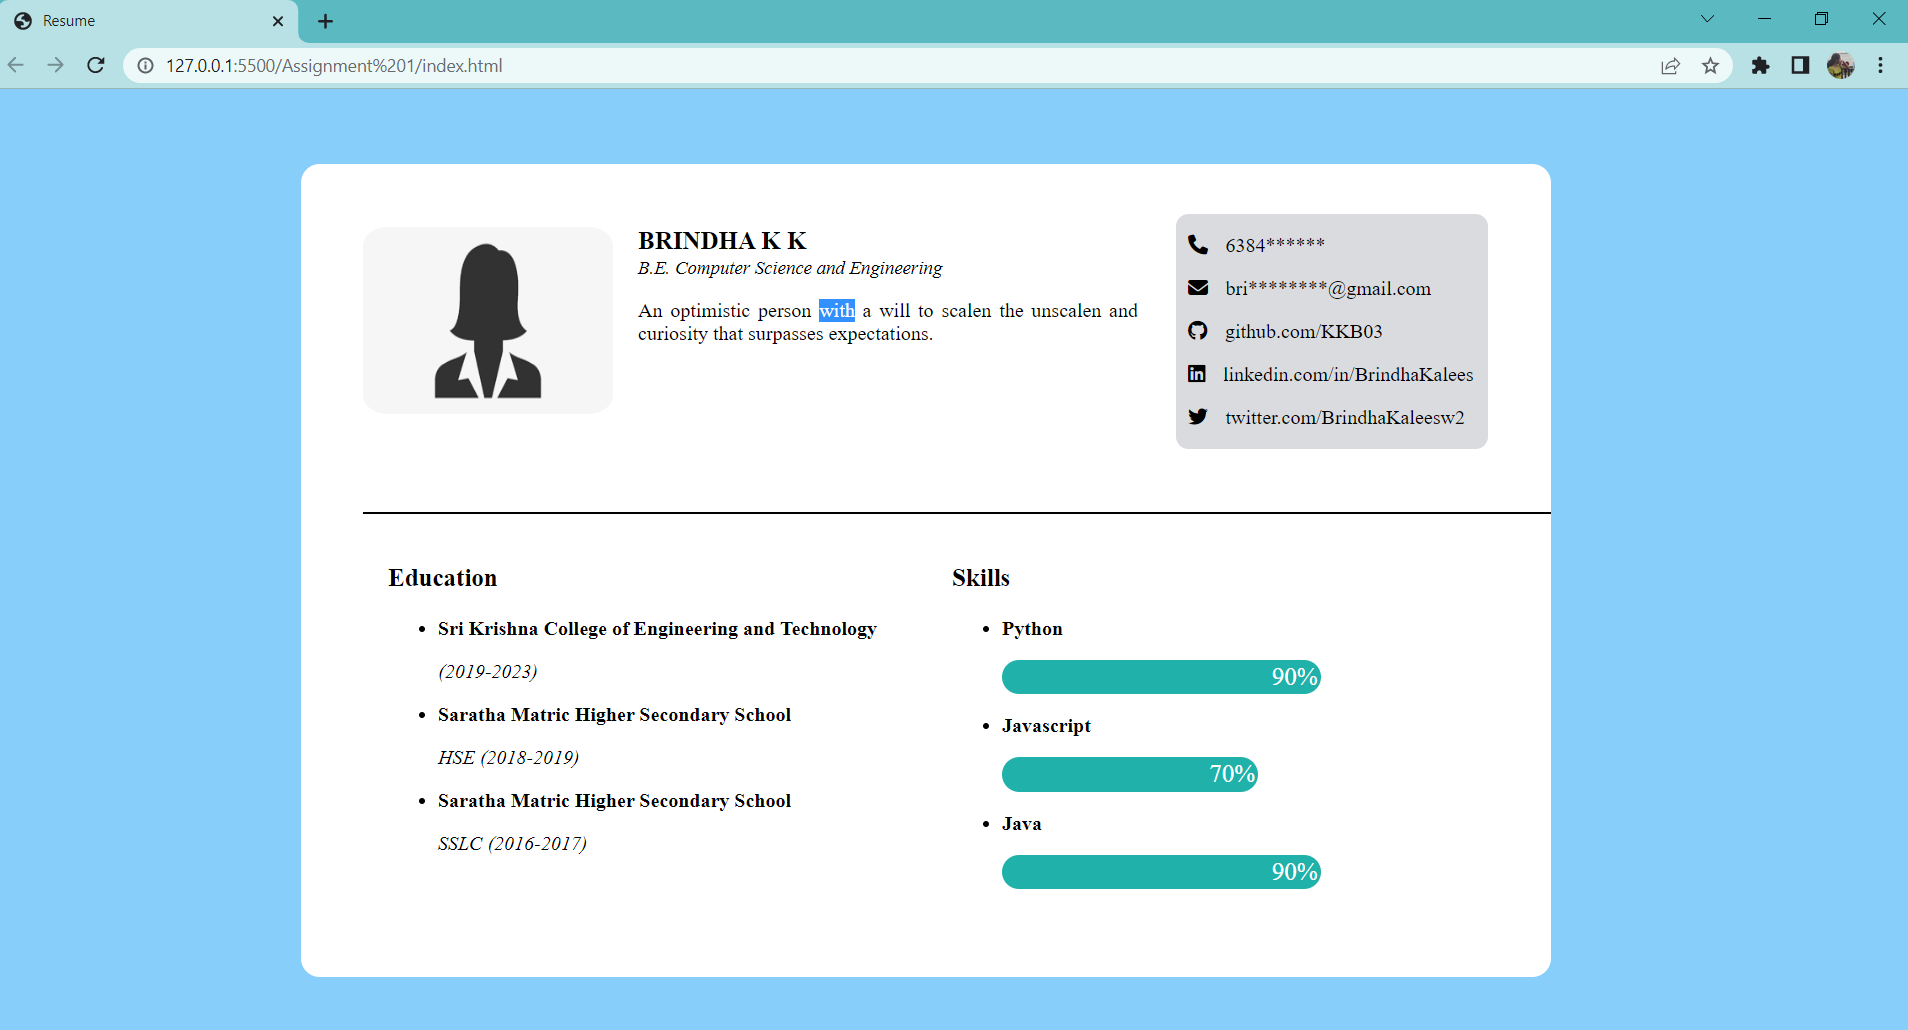 Resume
127.0.0.1:5500/Assignment%201/index.html
BRINDHA K K
B.E. Computer Science and Engineering
An optimistic person with a will to scalen the unscalen and
curiosity that surpasses expectations.
6384******
bri********@gmail.com
github.com/KKB03
linkedin.com/in/BrindhaKalees
twitter.com/BrindhaKaleesw2
Education
Sri Krishna College of Engineering and Technology
(2019-2023)
Saratha Matric Higher Secondary School
HSE (2018-2019)
Saratha Matric Higher Secondary School
SSLC (2016-2017)
Skills
Python
90%
Javascript
70%
Java
90%